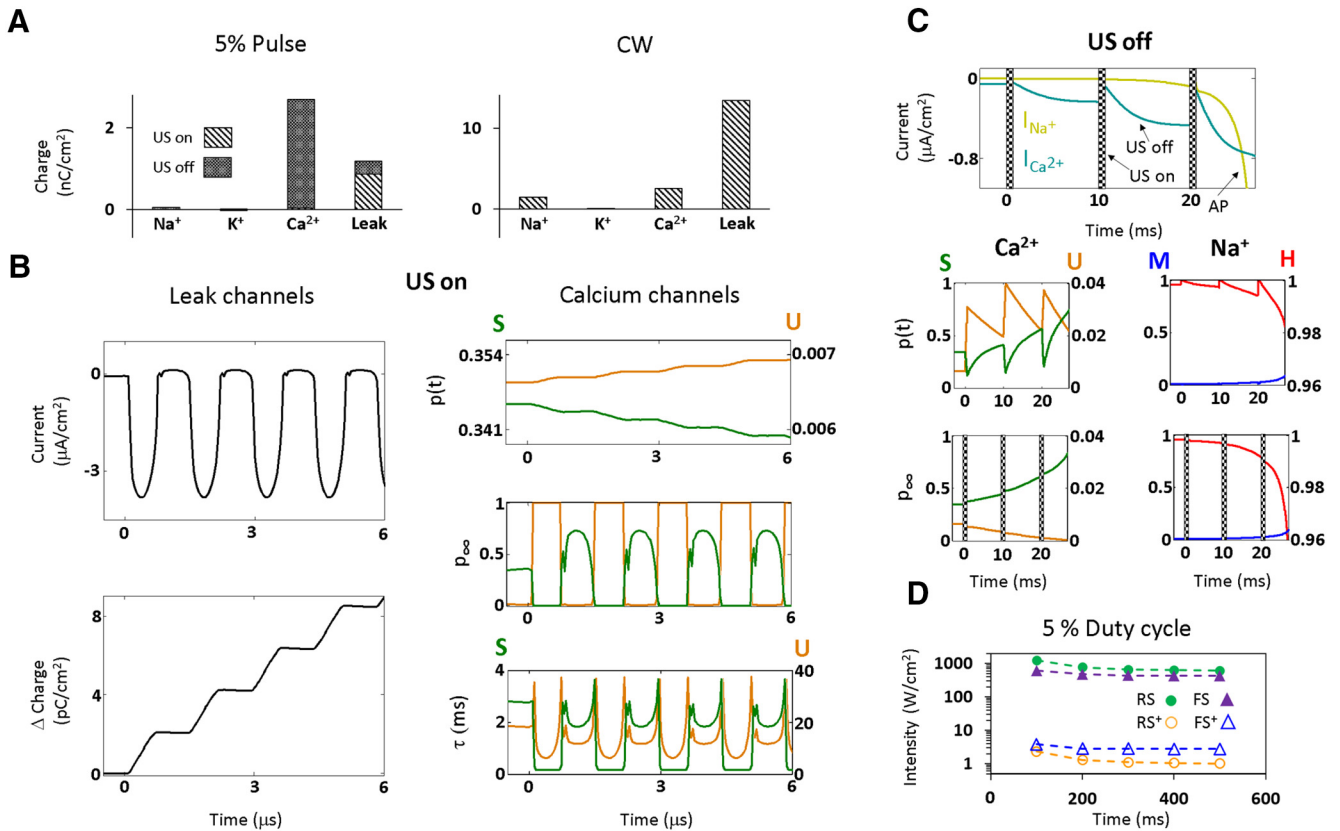 A
5% Pulse
CW
Charge
(nC/cm²)
2
0
US on
US off
Na⁺ K⁺ Ca²⁺ Leak
10
0
Na⁺ K⁺ Ca²⁺ Leak
B
US on
Leak channels
Current
(μA/cm²)
0
-3
0 3 6
Δ Charge
(pC/cm²)
8
4
0
0 3 6
Time (μs)
Calcium channels
S U
p(t)
0.354 0.007
0.341 0.006
0 3 6
p∞
1
0.5
0
0 3 6
S U
τ (ms)
4 40
2 20
0 0
0 3 6
Time (μs)
C
US off
Current
(μA/cm²)
0
-0.8
I Na⁺
I Ca²⁺
US off
US on
AP
0 10 20
Time (ms)
Ca²⁺
S U
p(t)
1 0.04
0.5 0.02
0 0
0 10 20
p∞
1 0.04
0.5 0.02
0 0
0 10 20
Time (ms)
Na⁺
M H
1 1
0.5 0.98
0 0.96
0 10 20
1 1
0.5 0.98
0 0.96
0 10 20
Time (ms)
D
5 % Duty cycle
Intensity (W/cm²)
1000
100
10
1
RS FS
RS⁺ FS⁺
0 200 400 600
Time (ms)